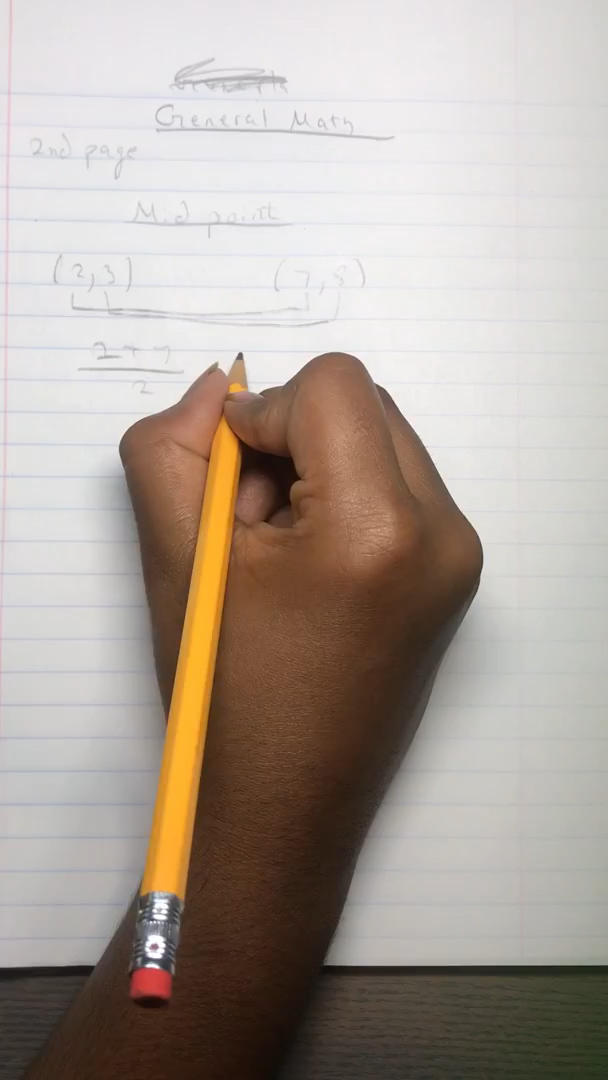 General Math
2nd page
Mid point
(2,3) (7,8)
2+7
2